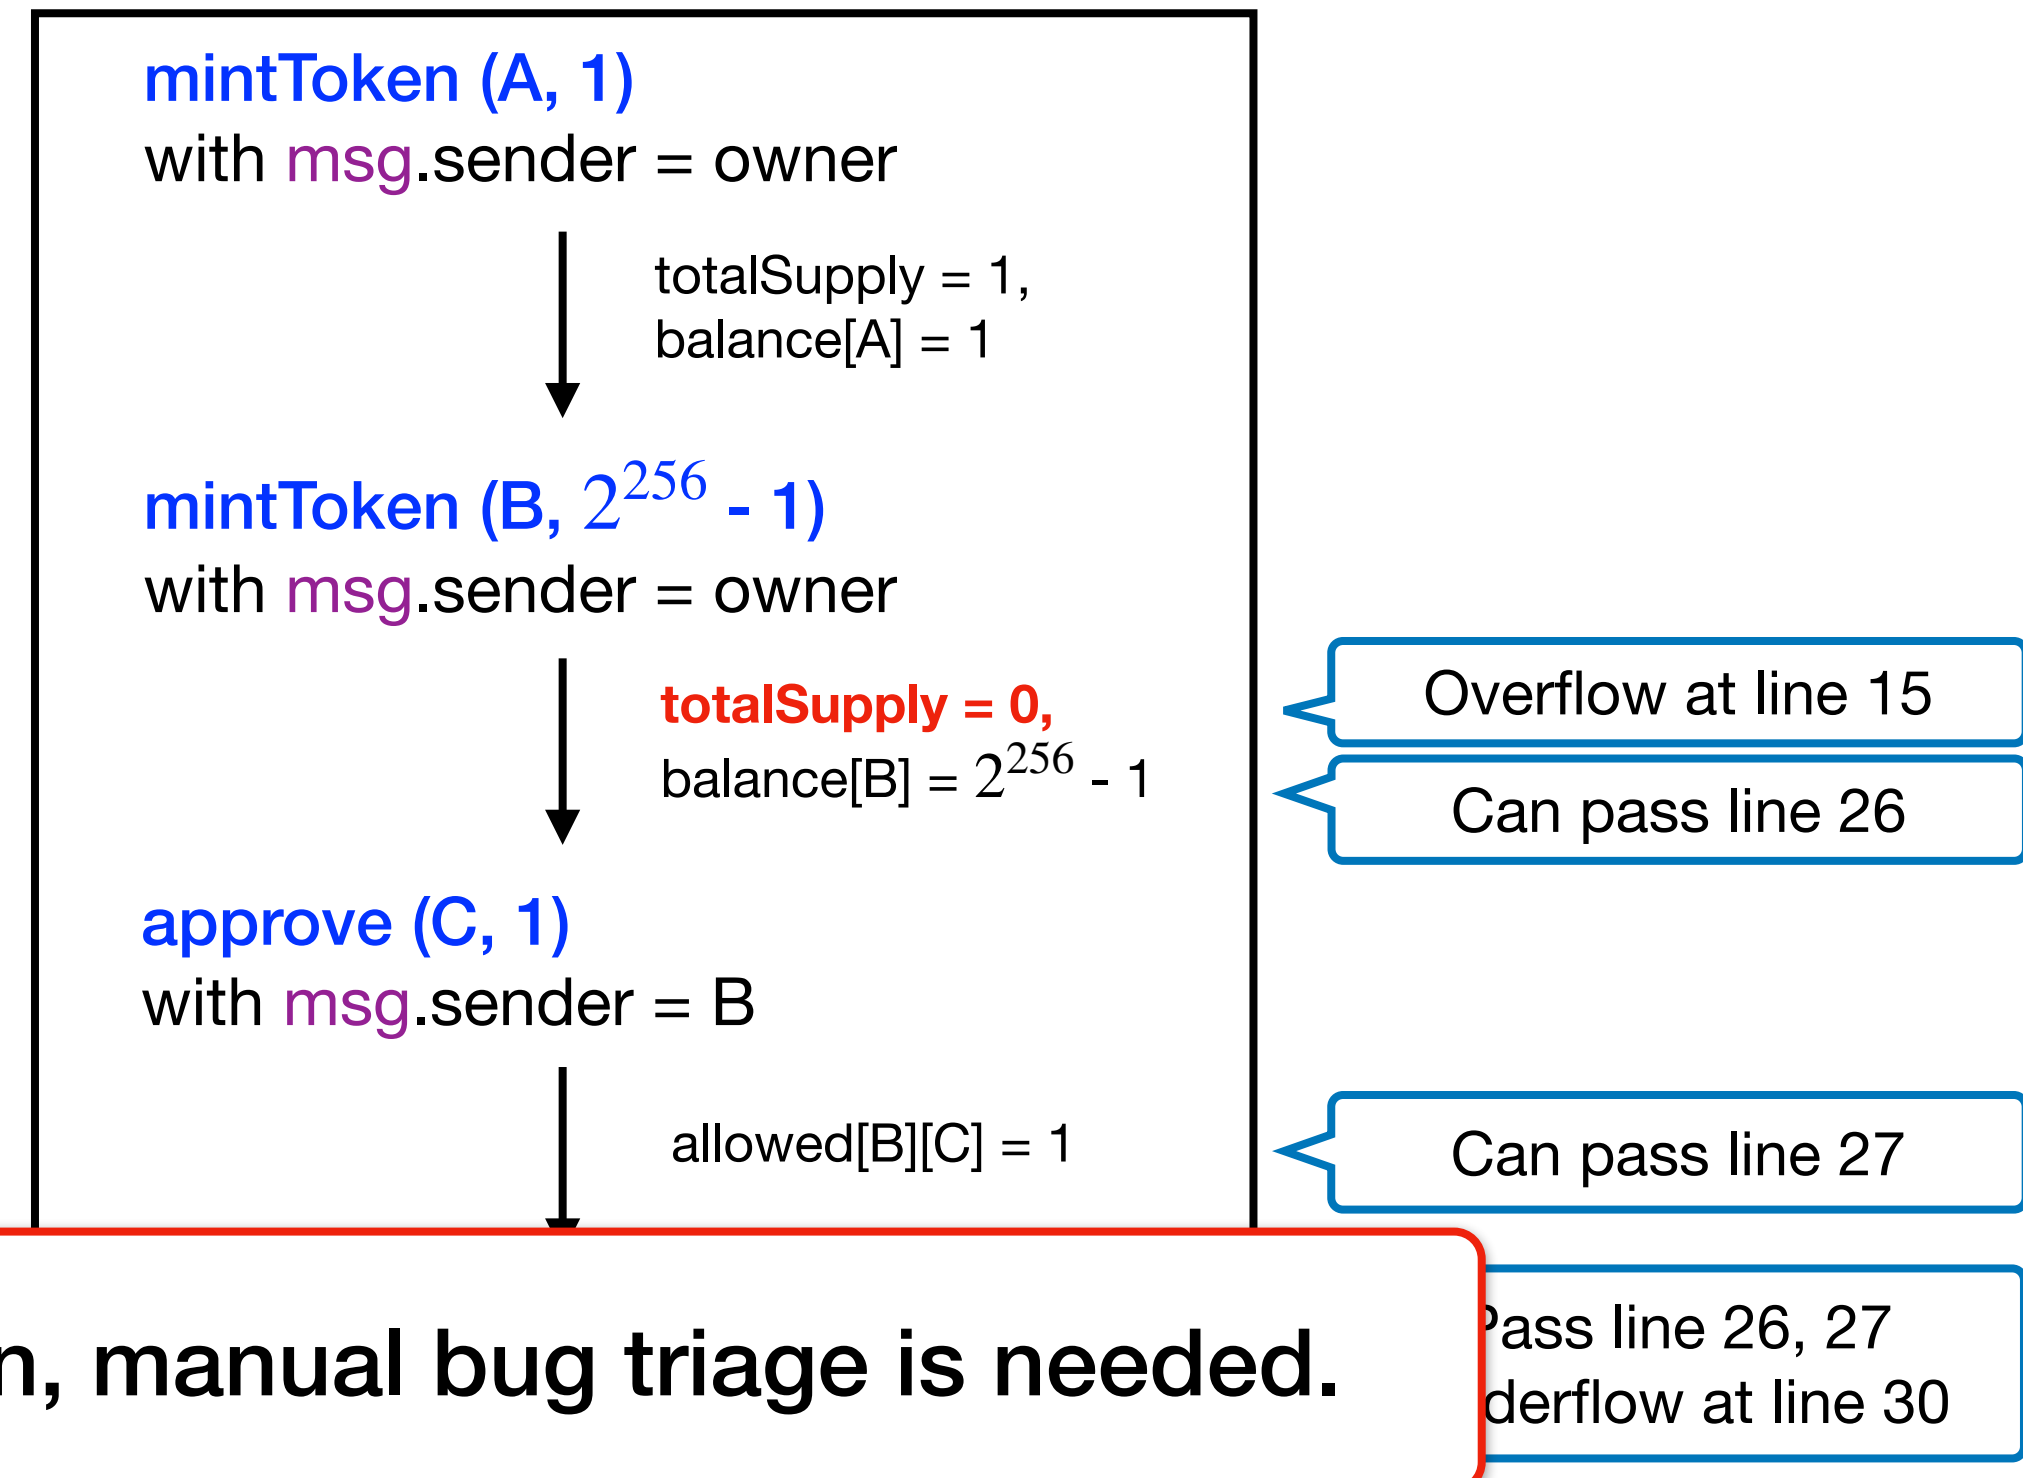 mintToken (A, 1)
with msg.sender = owner
totalSupply = 1,
balance[A] = 1
mintToken (B, 2^256 - 1)
with msg.sender = owner
totalSupply = 0,
Overflow at line 15
balance[B] = 2^256 - 1
Can pass line 26
approve (C, 1)
with msg.sender = B
allowed[B][C] = 1
Can pass line 27
manual bug triage is needed.
line 26, 27
at line 30